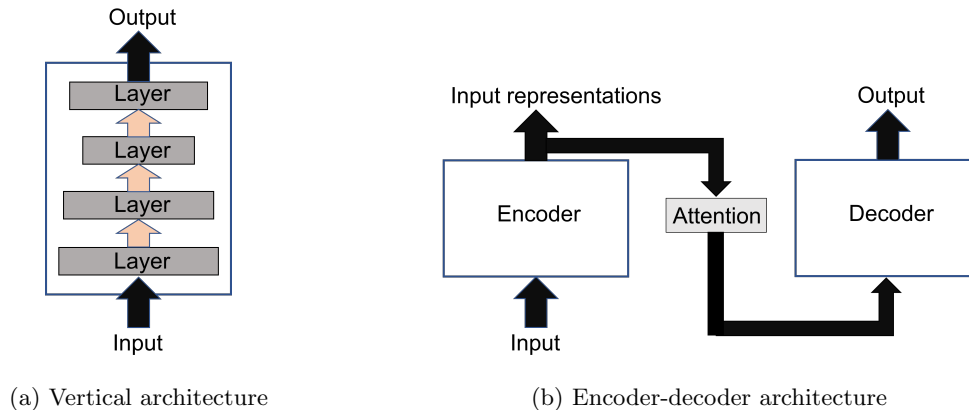 Output
Layer
Layer
Layer
Layer
Input
(a) Vertical architecture
Input representations
Output
Encoder
Attention
Decoder
Input
(b) Encoder-decoder architecture